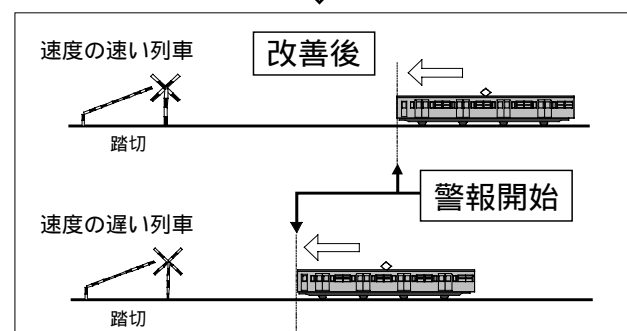 速度の速い列車
改善後
踏切
警報開始
速度の遅い列車
踏切